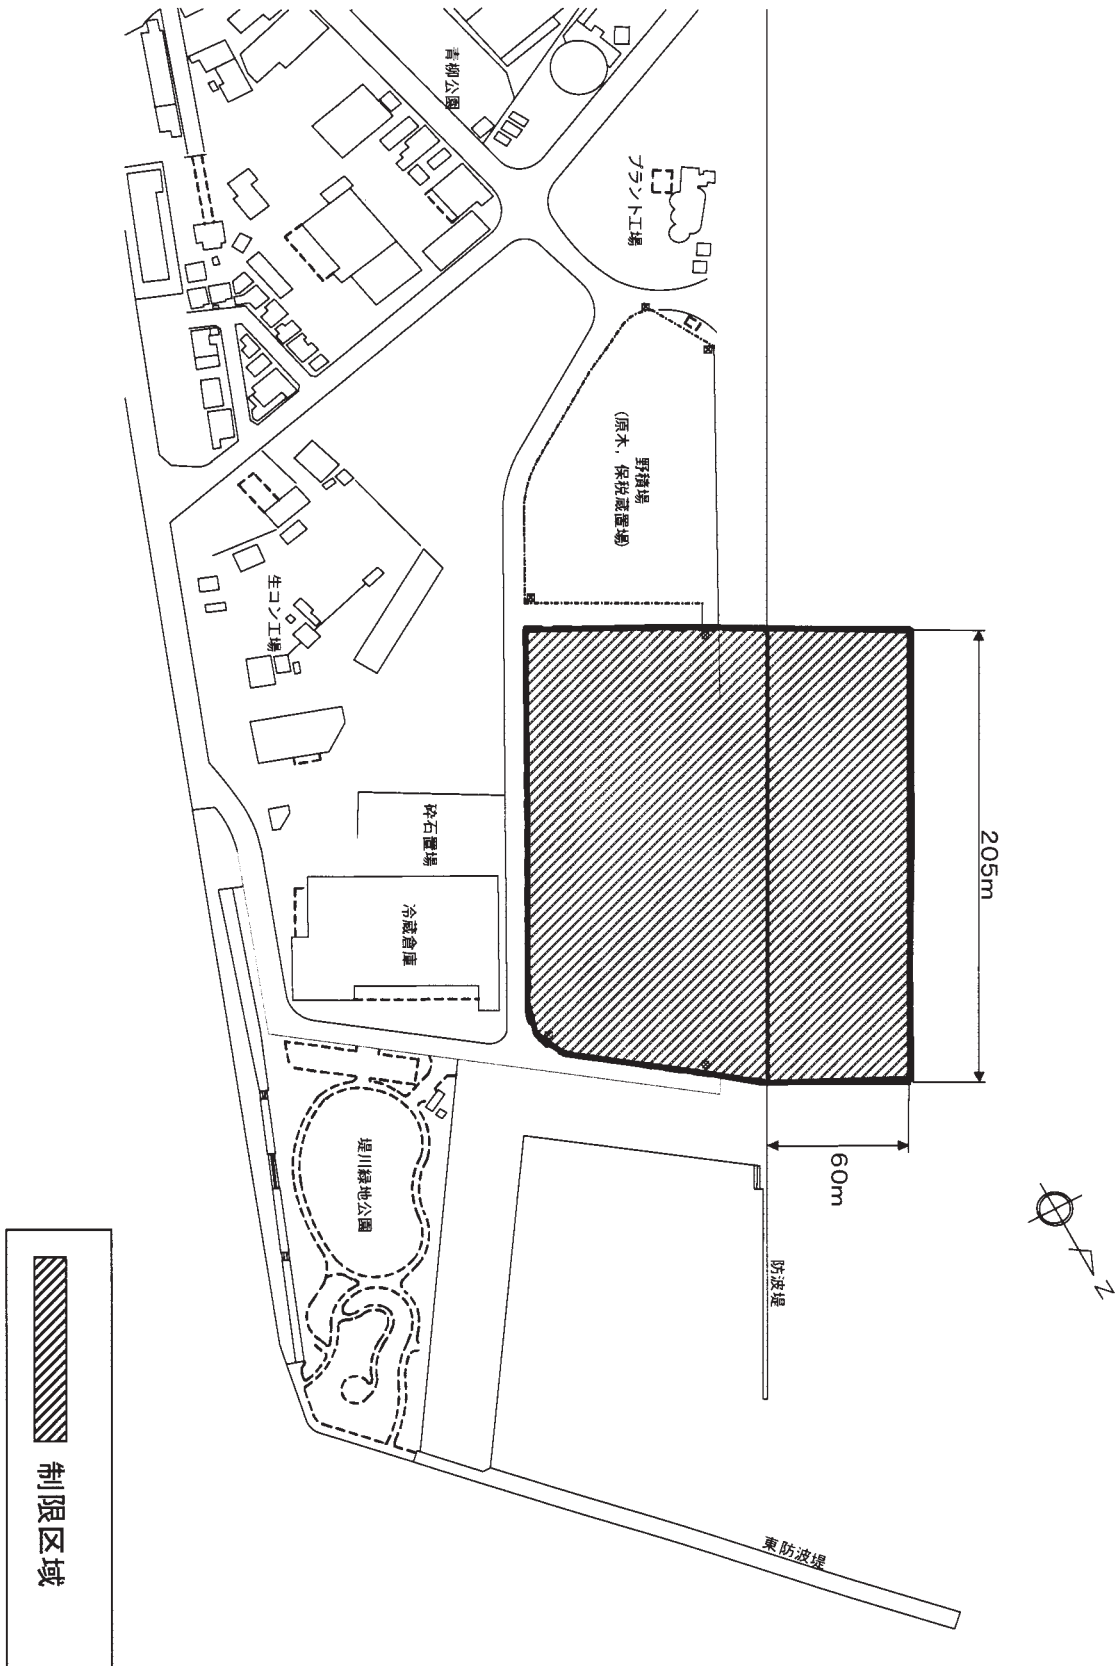 青柳公園
プラント工場
野積場
(原木，保税蔵置場)
生コン工場
205m
砕石置場
冷蔵倉庫
60m
堤川緑地公園
防波堤
N
東防波堤
制限区域